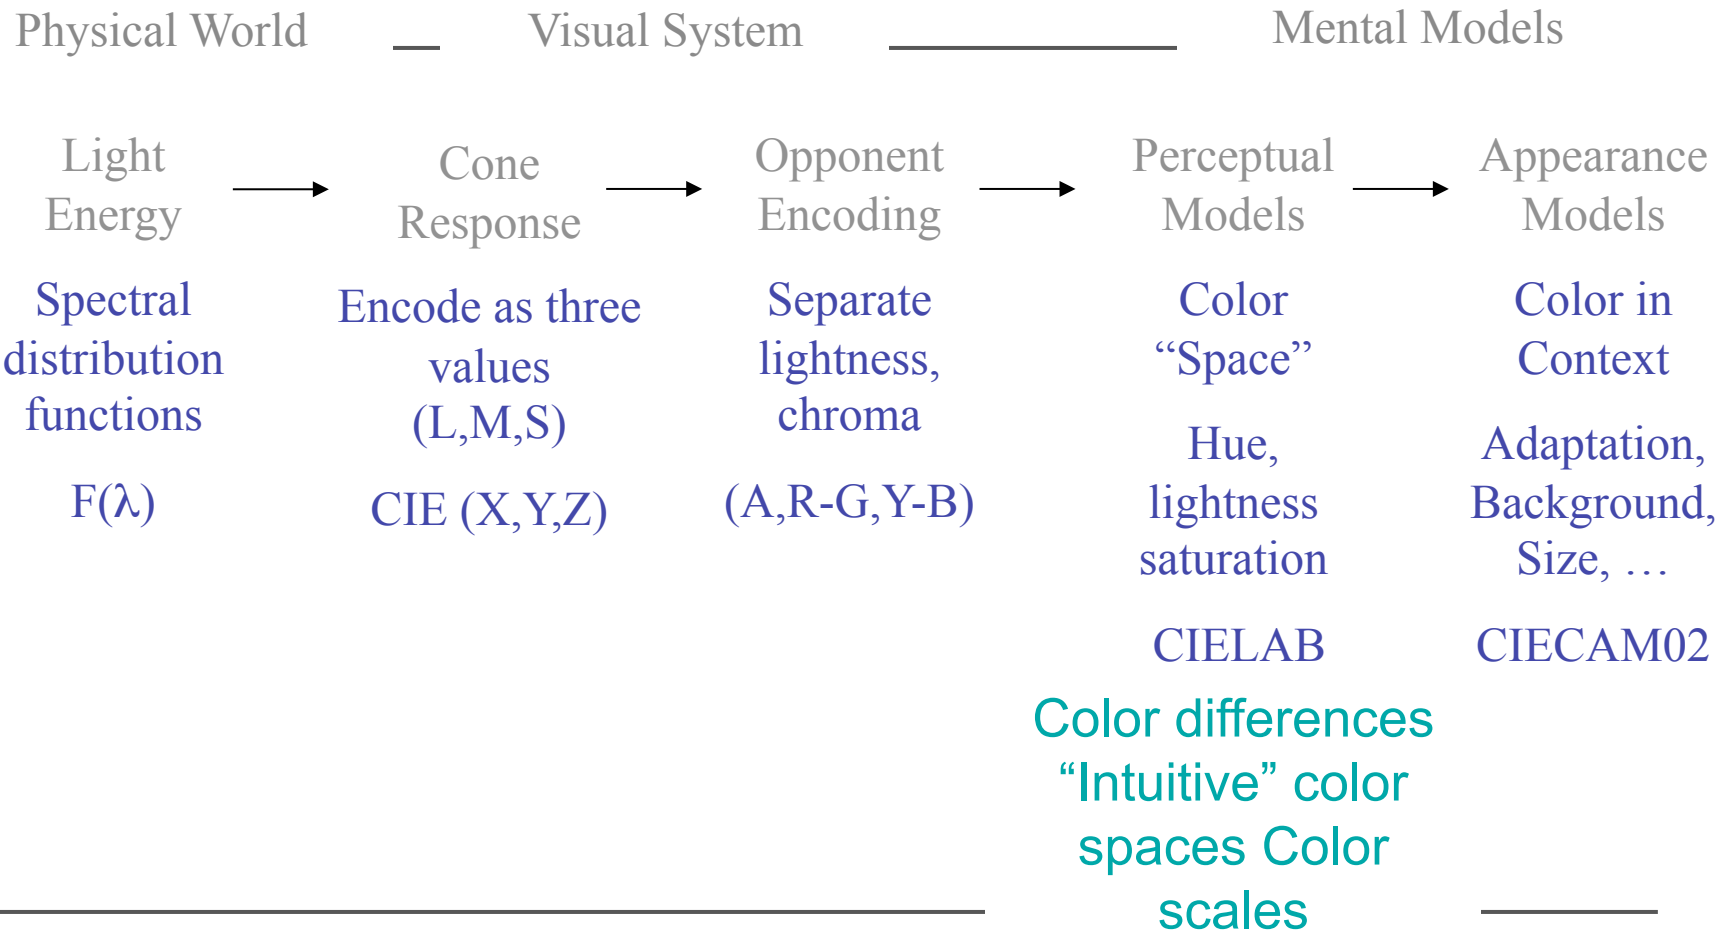 Physical World
Visual System
Mental Models
Light
Energy
Spectral
distribution
functions
F(λ)
Cone
Response
Encode as three
values
(L,M,S)
CIE (X,Y,Z)
Opponent
Encoding
Separate
lightness,
chroma
(A,R-G,Y-B)
Perceptual
Models
Color
“Space”
Hue,
lightness
saturation
CIELAB
Color differences
“Intuitive” color
spaces Color
scales
Appearance
Models
Color in
Context
Adaptation,
Background,
Size, …
CIECAM02